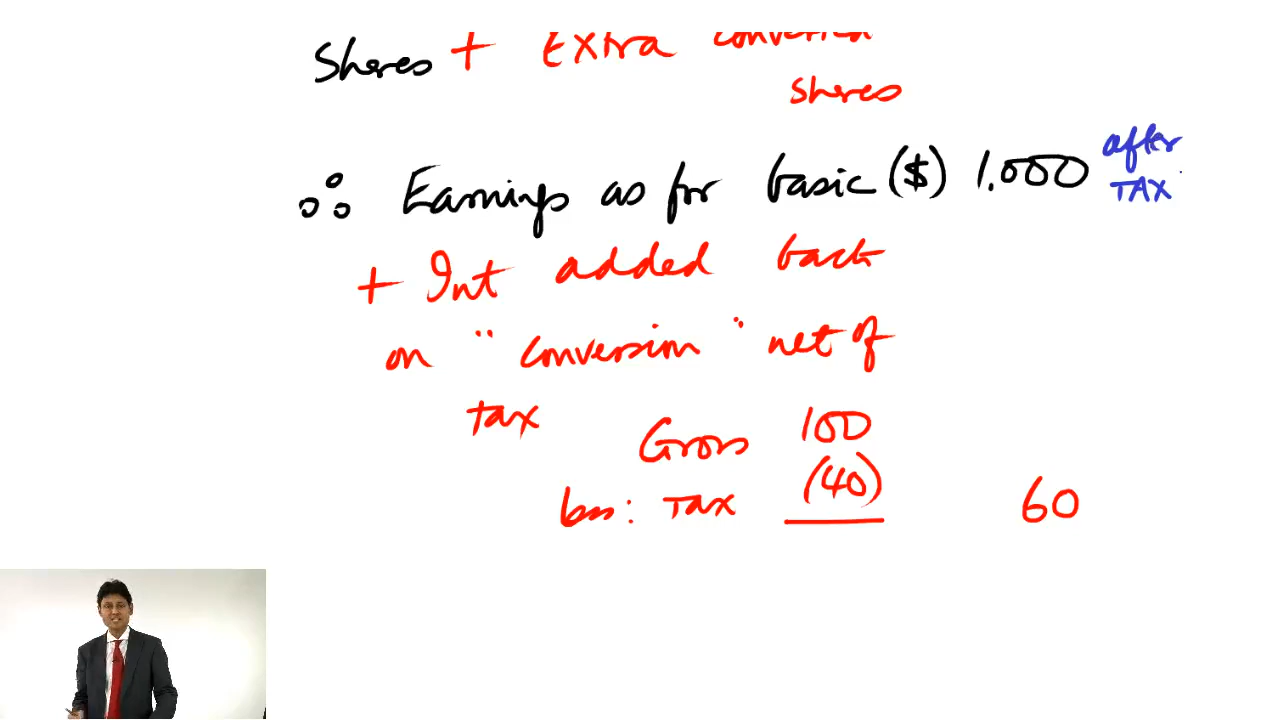 Shares + Extra converted
shares
∴ Earnings as for basic ($) 1.000 after TAX
+ Int added back
on "conversion" net of
tax
Gross 100
less: Tax (40) 60